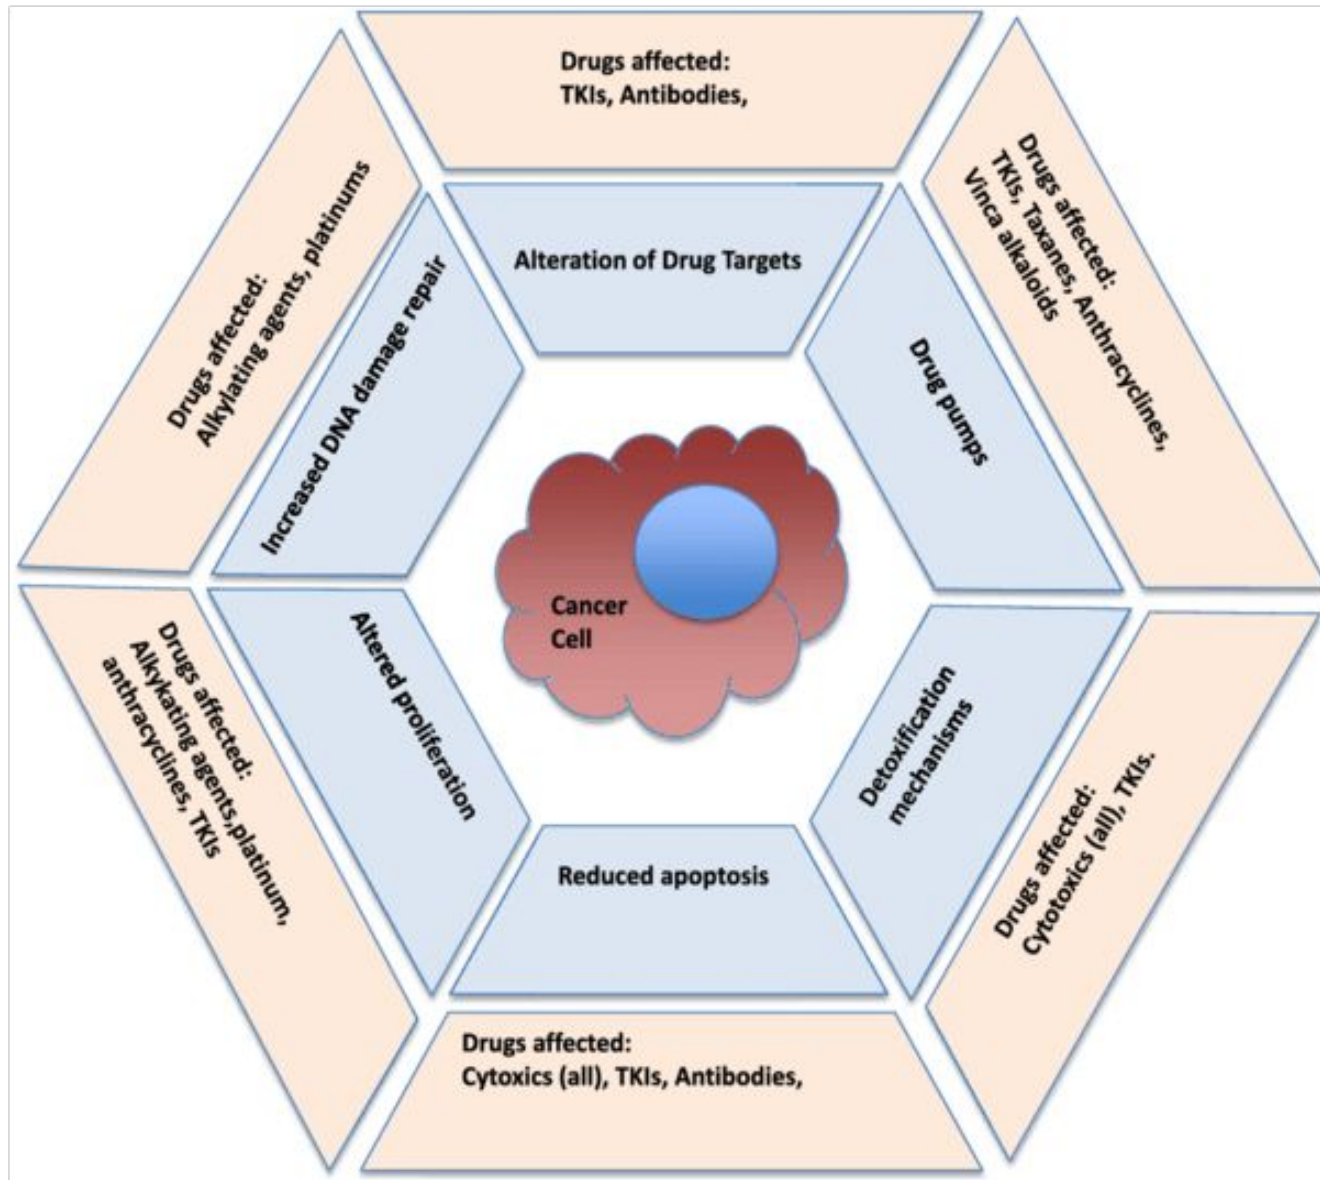 Drugs affected:
TKIs, Antibodies,
Alteration of Drug Targets
Drugs affected:
TKIs, Taxanes, Anthracyclines,
Vinca alkaloids
Drug pumps
Drugs affected:
Cytotoxics (all), TKIs.
Detoxification
mechanisms
Drugs affected:
Cytoxics (all), TKIs, Antibodies,
Reduced apoptosis
Drugs affected:
Alkykating agents,platinum,
anthracyclines, TKIs
Altered proliferation
Drugs affected:
Alkylating agents, platinums
Increased DNA damage repair
Cancer
Cell